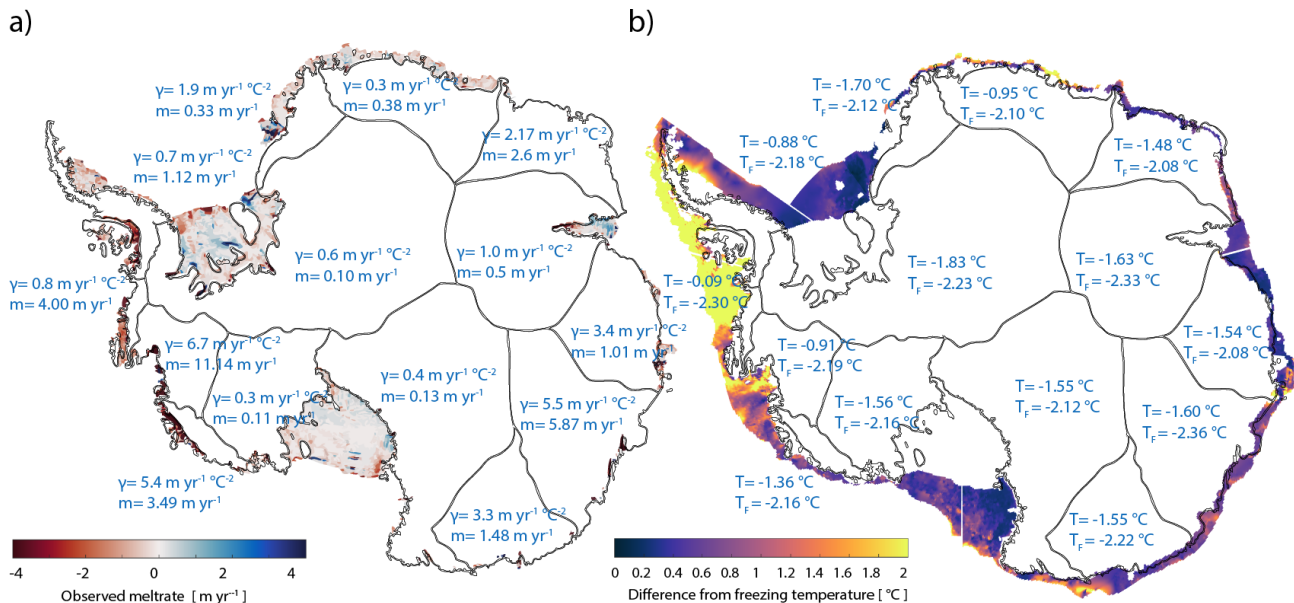 a)
γ= 1.9 m yr⁻¹ °C⁻²
m= 0.33 m yr⁻¹
γ= 0.3 m yr⁻¹ °C⁻²
m= 0.38 m yr⁻¹
γ= 2.17 m yr⁻¹ °C⁻²
m= 2.6 m yr⁻¹
γ= 0.7 m yr⁻¹ °C⁻²
m= 1.12 m yr⁻¹
γ= 0.6 m yr⁻¹ °C⁻²
m= 0.10 m yr⁻¹
γ= 1.0 m yr⁻¹ °C⁻²
m= 0.5 m yr⁻¹
γ= 0.8 m yr⁻¹ °C⁻²
m= 4.00 m yr⁻¹
γ= 3.4 m yr⁻¹ °C⁻²
m= 1.01 m yr⁻¹
γ= 6.7 m yr⁻¹ °C⁻²
m= 11.14 m yr⁻¹
γ= 0.4 m yr⁻¹ °C⁻²
m= 0.13 m yr⁻¹
γ= 0.3 m yr⁻¹ °C⁻²
m= 0.11 m yr⁻¹
γ= 5.5 m yr⁻¹ °C⁻²
m= 5.87 m yr⁻¹
γ= 5.4 m yr⁻¹ °C⁻²
m= 3.49 m yr⁻¹
γ= 3.3 m yr⁻¹ °C⁻²
m= 1.48 m yr⁻¹
-4 -2 0 2 4
Observed meltrate [ m yr⁻¹ ]
b)
T= -1.70 °C
T_F= -2.12 °C
T= -0.95 °C
T_F= -2.10 °C
T= -0.88 °C
T_F= -2.18 °C
T= -1.48 °C
T_F= -2.08 °C
T= -1.83 °C
T_F= -2.23 °C
T= -1.63 °C
T_F= -2.33 °C
T= -0.09 °C
T_F= -2.30 °C
T= -1.54 °C
T_F= -2.08 °C
T= -0.91 °C
T_F= -2.19 °C
T= -1.55 °C
T_F= -2.12 °C
T= -1.56 °C
T_F= -2.16 °C
T= -1.60 °C
T_F= -2.36 °C
T= -1.36 °C
T_F= -2.16 °C
T= -1.55 °C
T_F= -2.22 °C
0 0.2 0.4 0.6 0.8 1 1.2 1.4 1.6 1.8 2
Difference from freezing temperature [ °C ]